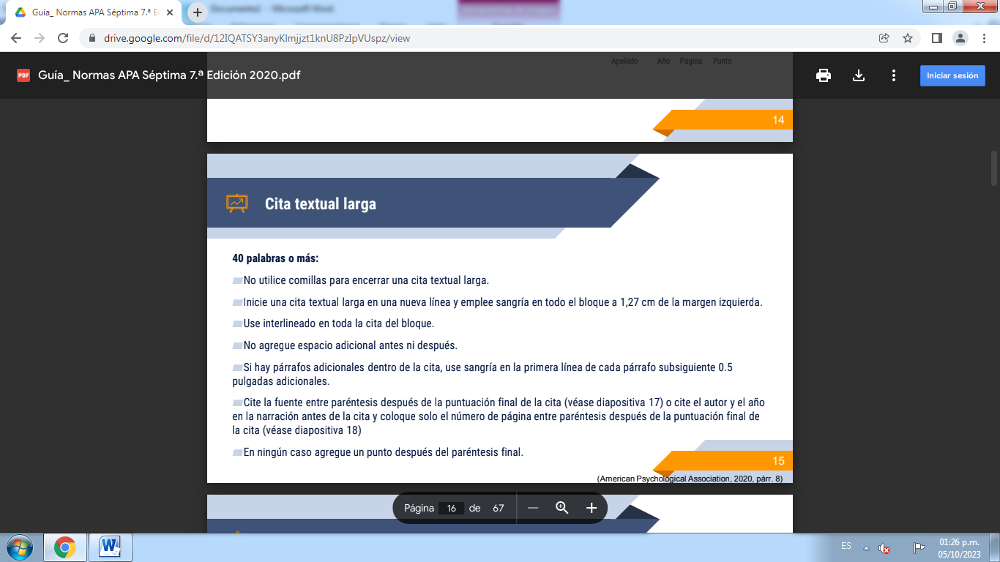 Guía_ Normas APA Séptima 7.ª E
Documento1 - Microsoft Word
drive.google.com/file/d/12IQATSY3anyKlmjjzt1knU8PzIpVUspz/view
Apellido Año Página Punto
PDF Guía_ Normas APA Séptima 7.ª Edición 2020.pdf
Iniciar sesión
14
Cita textual larga
40 palabras o más:
No utilice comillas para encerrar una cita textual larga.
Inicie una cita textual larga en una nueva línea y emplee sangría en todo el bloque a 1,27 cm de la margen izquierda.
Use interlineado en toda la cita del bloque.
No agregue espacio adicional antes ni después.
Si hay párrafos adicionales dentro de la cita, use sangría en la primera línea de cada párrafo subsiguiente 0.5
pulgadas adicionales.
Cite la fuente entre paréntesis después de la puntuación final de la cita (véase diapositiva 17) o cite el autor y el año
en la narración antes de la cita y coloque solo el número de página entre paréntesis después de la puntuación final de
la cita (véase diapositiva 18)
En ningún caso agregue un punto después del paréntesis final.
15
(American Psychological Association, 2020, párr. 8)
Página 16 de 67
ES
01:26 p.m.
05/10/2023